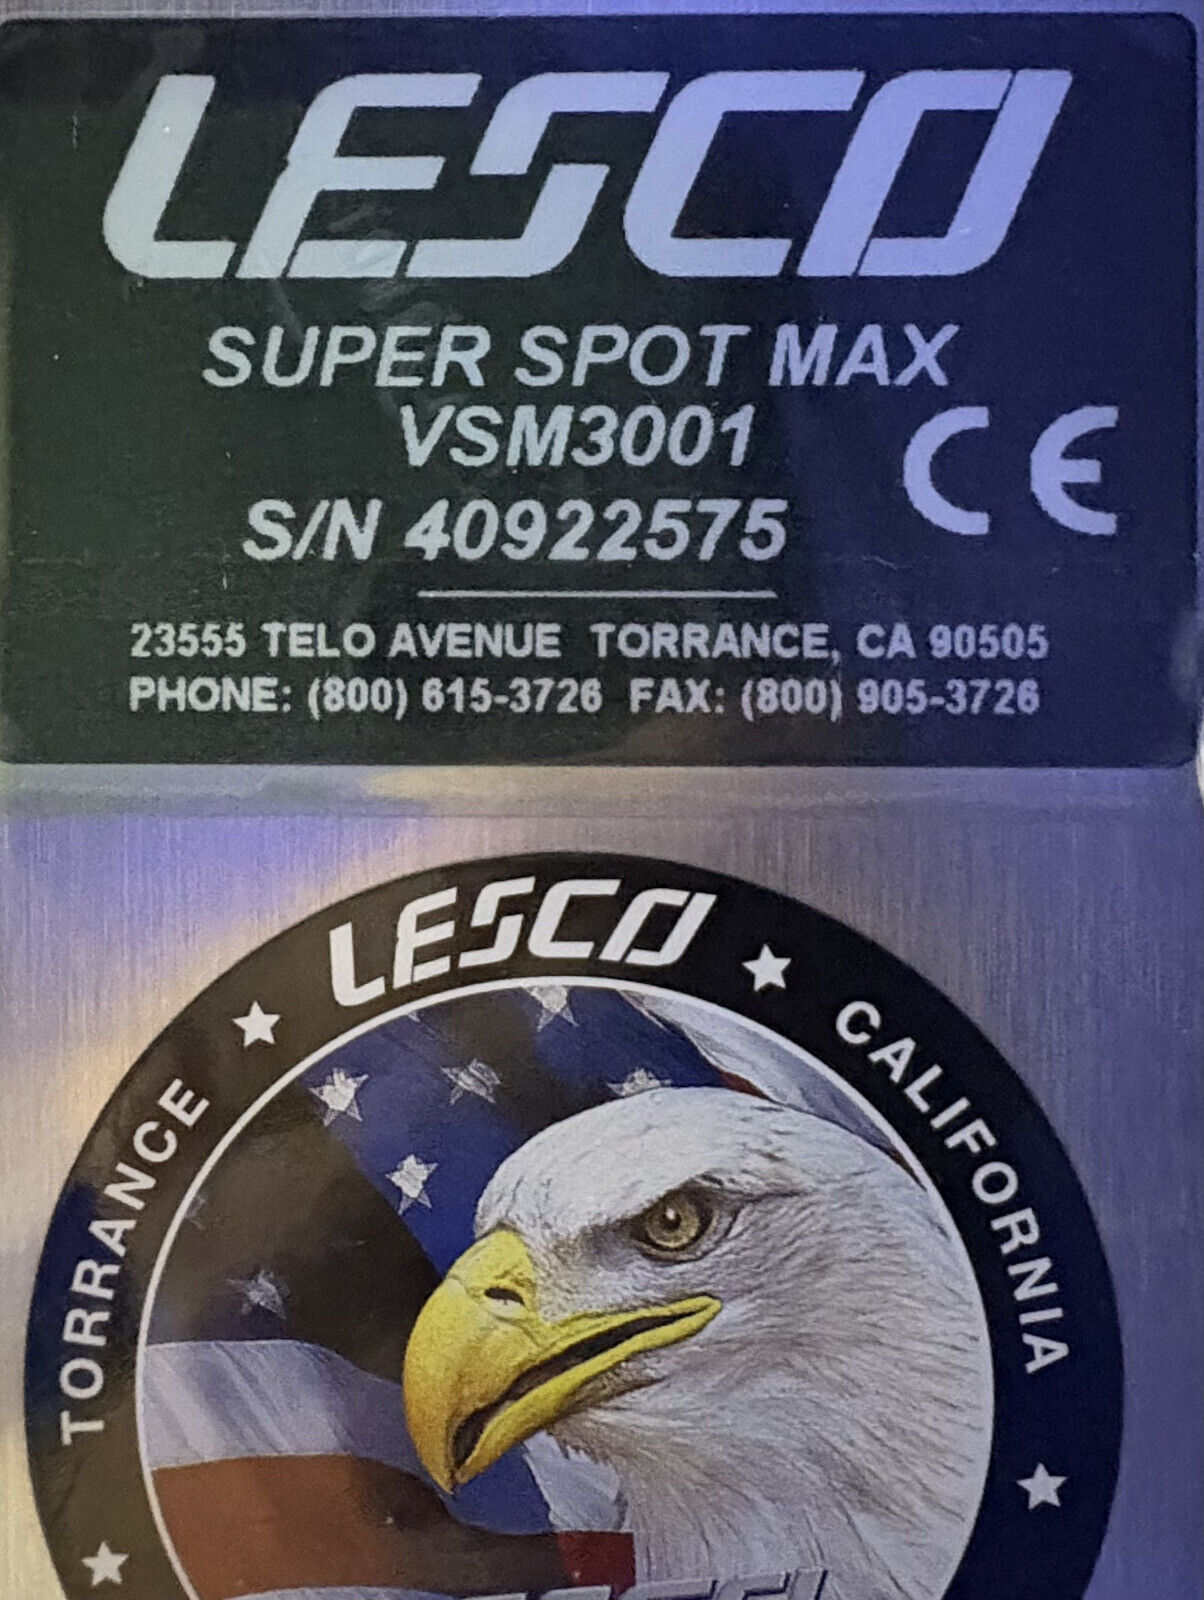 LESCO
SUPER SPOT MAX
VSM3001
CE
S/N 40922575
23555 TELO AVENUE TORRANCE, CA 90505
PHONE: (800) 615-3726 FAX: (800) 905-3726
LESCO
TORRANCE
CALIFORNIA